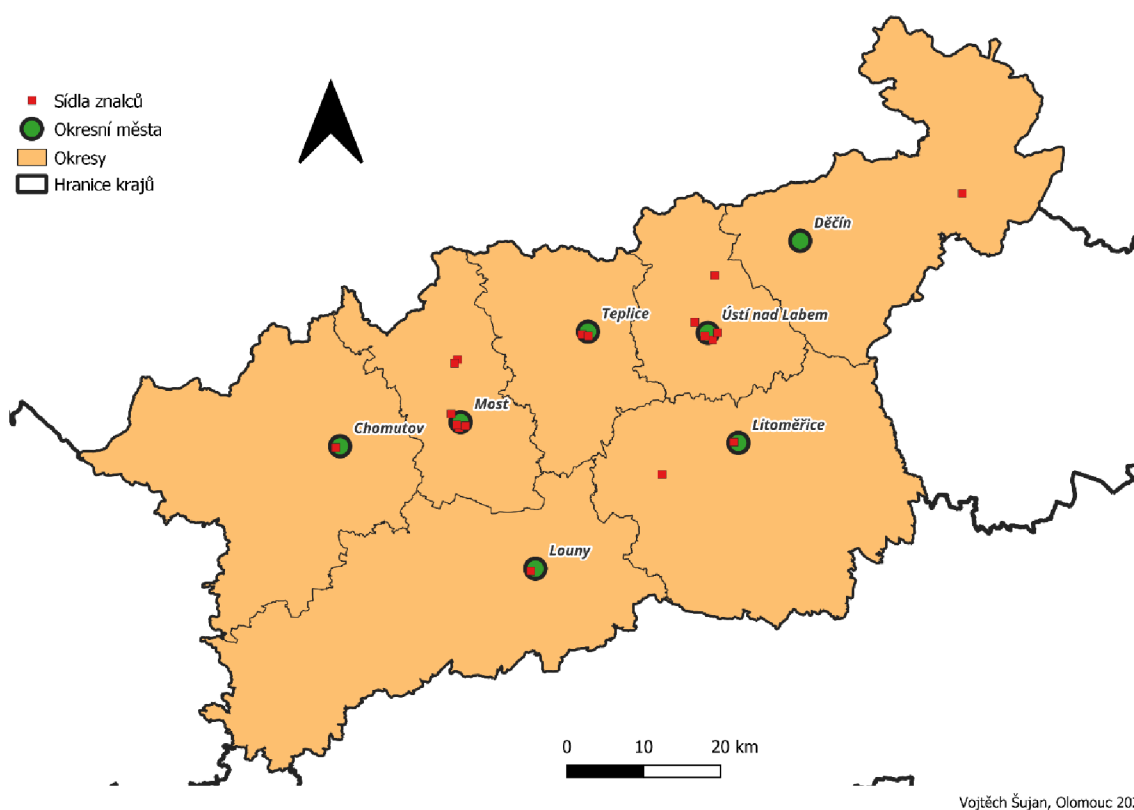 Sídla znalců
Okresní města
Okresy
Hranice krajů
Děčín
Teplice
Ústí nad Labem
Most
Chomutov
Litoměřice
Louny
0 10 20 km
Vojtěch Šujan, Olomouc